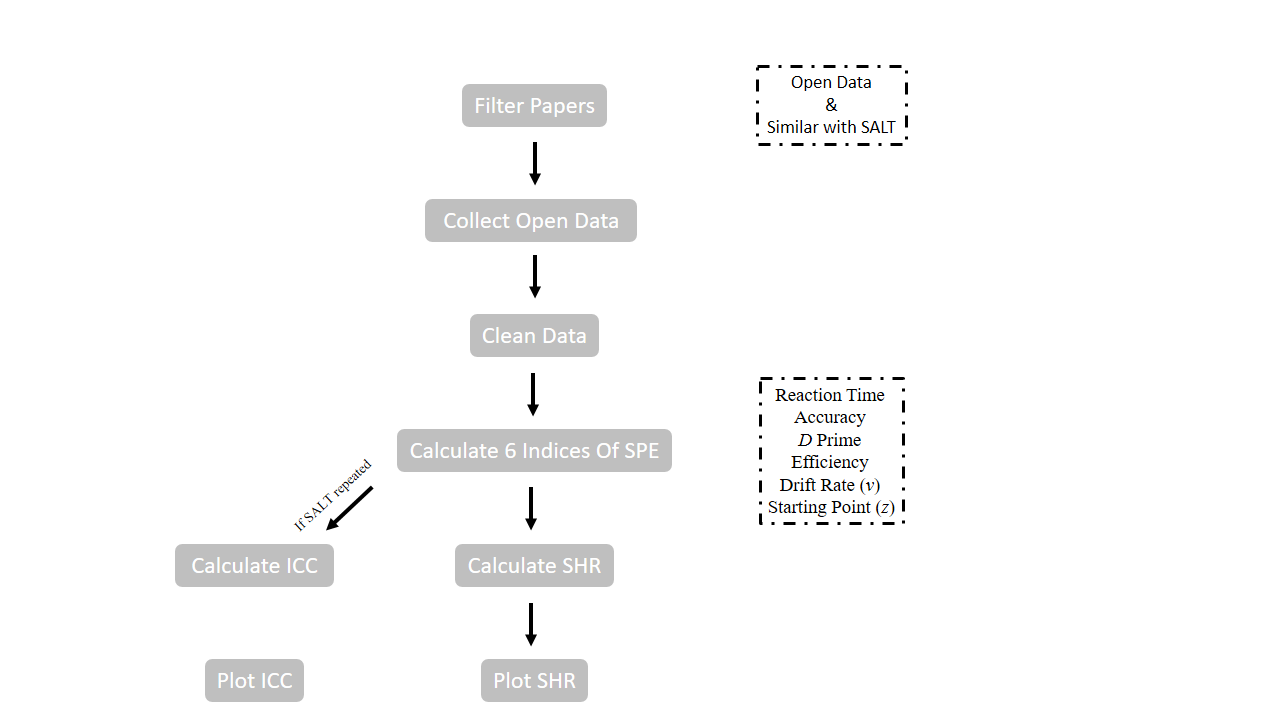 Filter Papers
Open Data
&
Similar with SALT
Collect Open Data
Clean Data
Calculate 6 Indices Of SPE
Reaction Time
Accuracy
D Prime
Efficiency
Drift Rate (v)
Starting Point (z)
If SALT repeated
Calculate ICC
Calculate SHR
Plot ICC
Plot SHR